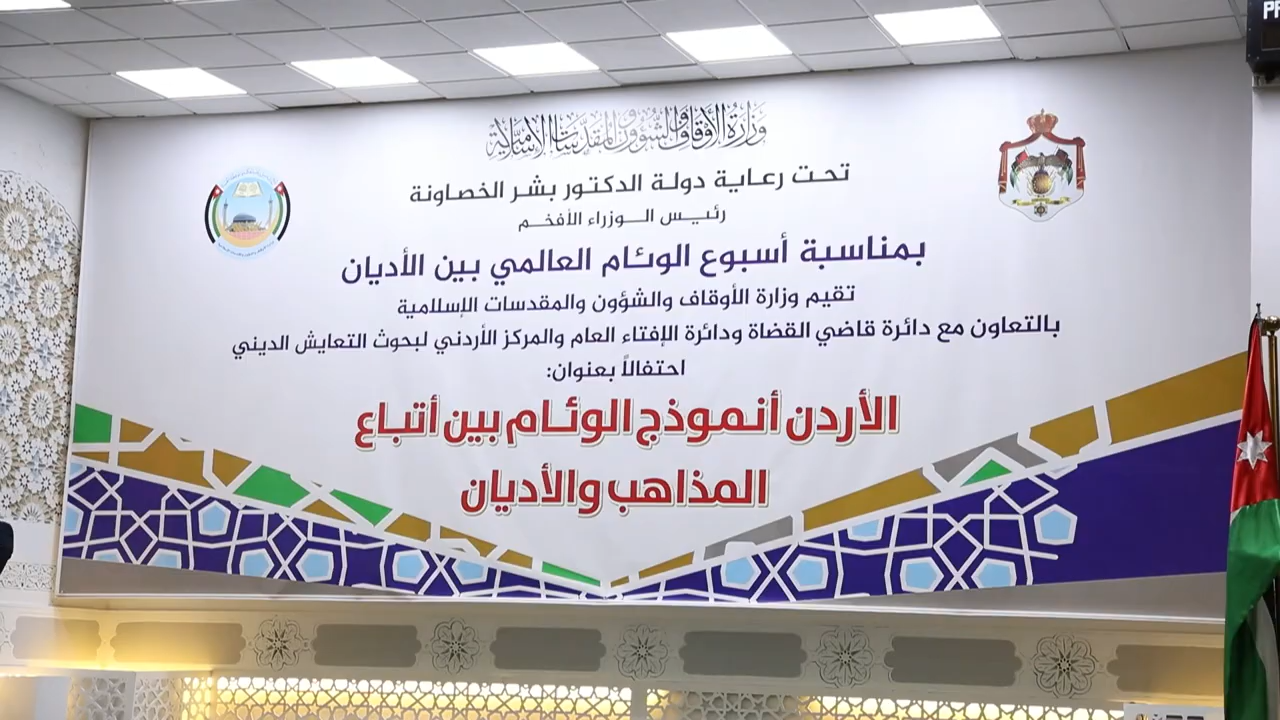 وزارة الأوقاف والشؤون والمقدسات الإسلامية
تحت رعاية دولة الدكتور بشر الخصاونة
رئيس الوزراء الأفخم
بمناسبة أسبوع الوئام العالمي بين الأديان
تقيم وزارة الأوقاف والشؤون والمقدسات الإسلامية
بالتعاون مع دائرة قاضي القضاة ودائرة الإفتاء العام والمركز الأردني لبحوث التعايش الديني
احتفالاً بعنوان:
الأردن أنموذج الوئام بين أتباع
المذاهب والأديان